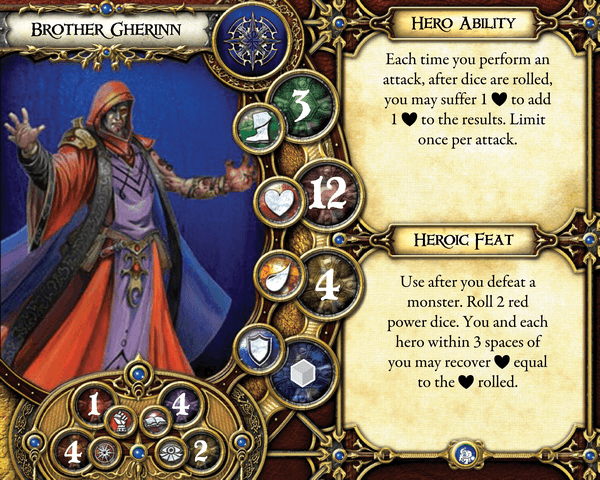 BROTHER GHERINN
3
12
4
1
4
4
2
HERO ABILITY
Each time you perform an
attack, after dice are rolled,
you may suffer 1 ♥ to add
1 ♥ to the results. Limit
once per attack.
HEROIC FEAT
Use after you defeat a
monster. Roll 2 red
power dice. You and each
hero within 3 spaces of
you may recover ♥ equal
to the ♥ rolled.